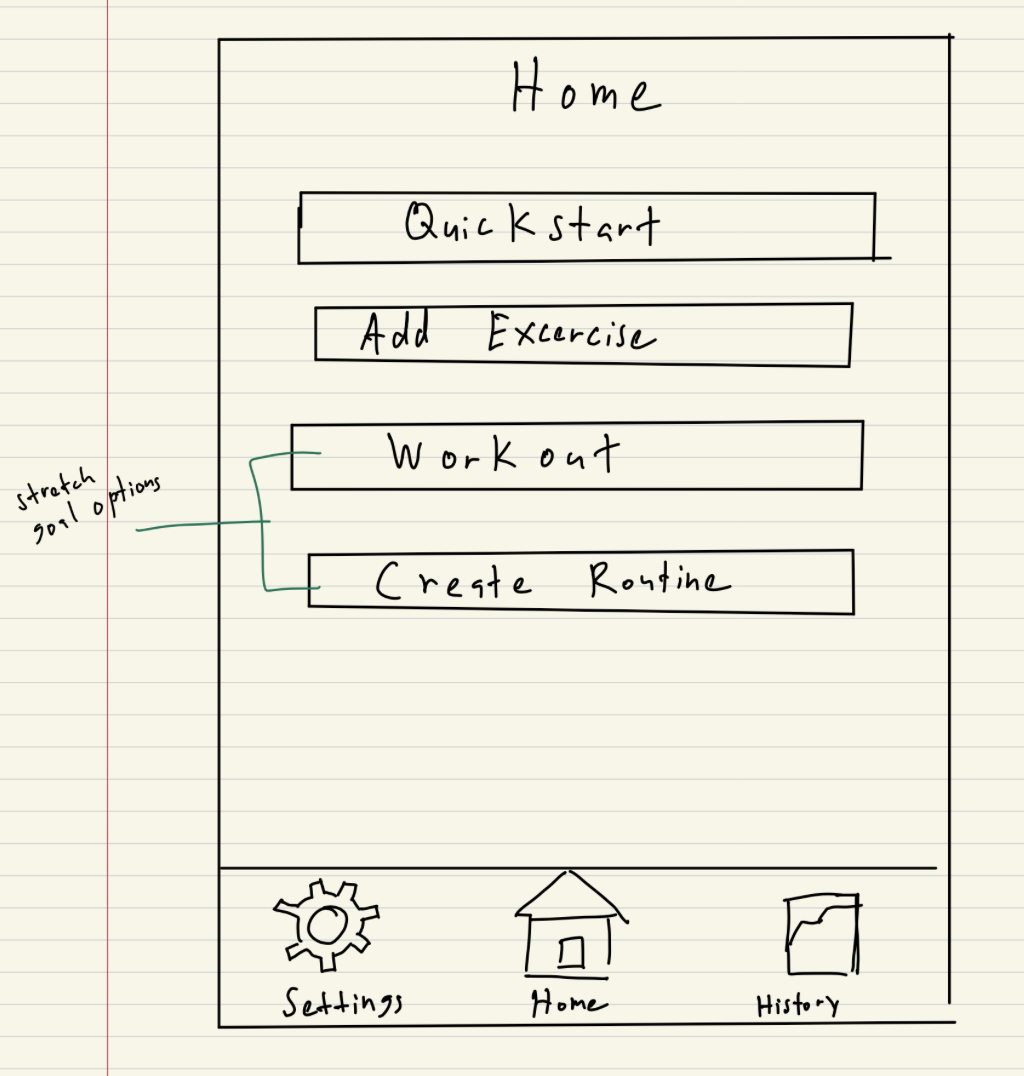 Home
Quickstart
Add Excercise
Workout
stretch
goal options
Create Routine
Settings
Home
History